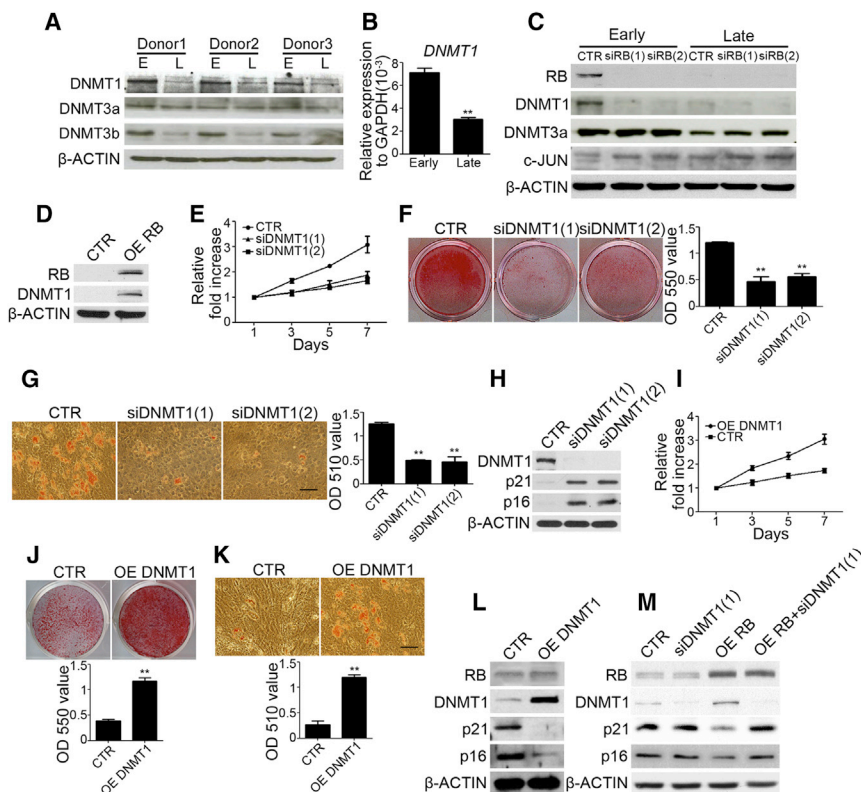 A
Donor1 Donor2 Donor3
E L E L E L
DNMT1
DNMT3a
DNMT3b
β-ACTIN
B
DNMT1
Relative expression
to GAPDH(10⁻³)
8
6
4
2
0
**
Early Late
C
Early Late
CTR siRB(1) siRB(2) CTR siRB(1) siRB(2)
RB
DNMT1
DNMT3a
c-JUN
β-ACTIN
D
CTR OE RB
RB
DNMT1
β-ACTIN
E
Relative
fold increase
4
3
2
1
0
CTR
siDNMT1(1)
siDNMT1(2)
1 3 5 7
Days
F
CTR siDNMT1(1) siDNMT1(2)
OD 550 value
1.5
1
0.5
0
** **
CTR siDNMT1(1) siDNMT1(2)
G
CTR siDNMT1(1) siDNMT1(2)
OD 510 value
1.5
1
0.5
0
** **
CTR siDNMT1(1) siDNMT1(2)
H
CTR siDNMT1(1) siDNMT1(2)
DNMT1
p21
p16
β-ACTIN
I
OE DNMT1
CTR
Relative
fold increase
4
3
2
1
0
1 3 5 7
Days
J
CTR OE DNMT1
OD 550 value
1.5
1
0.5
0
**
CTR OE DNMT1
K
CTR OE DNMT1
OD 510 value
1.5
1
0.5
0
**
CTR OE DNMT1
L
CTR OE DNMT1
RB
DNMT1
p21
p16
β-ACTIN
M
CTR siDNMT1(1) OE RB OE RB+siDNMT1(1)
RB
DNMT1
p21
p16
β-ACTIN